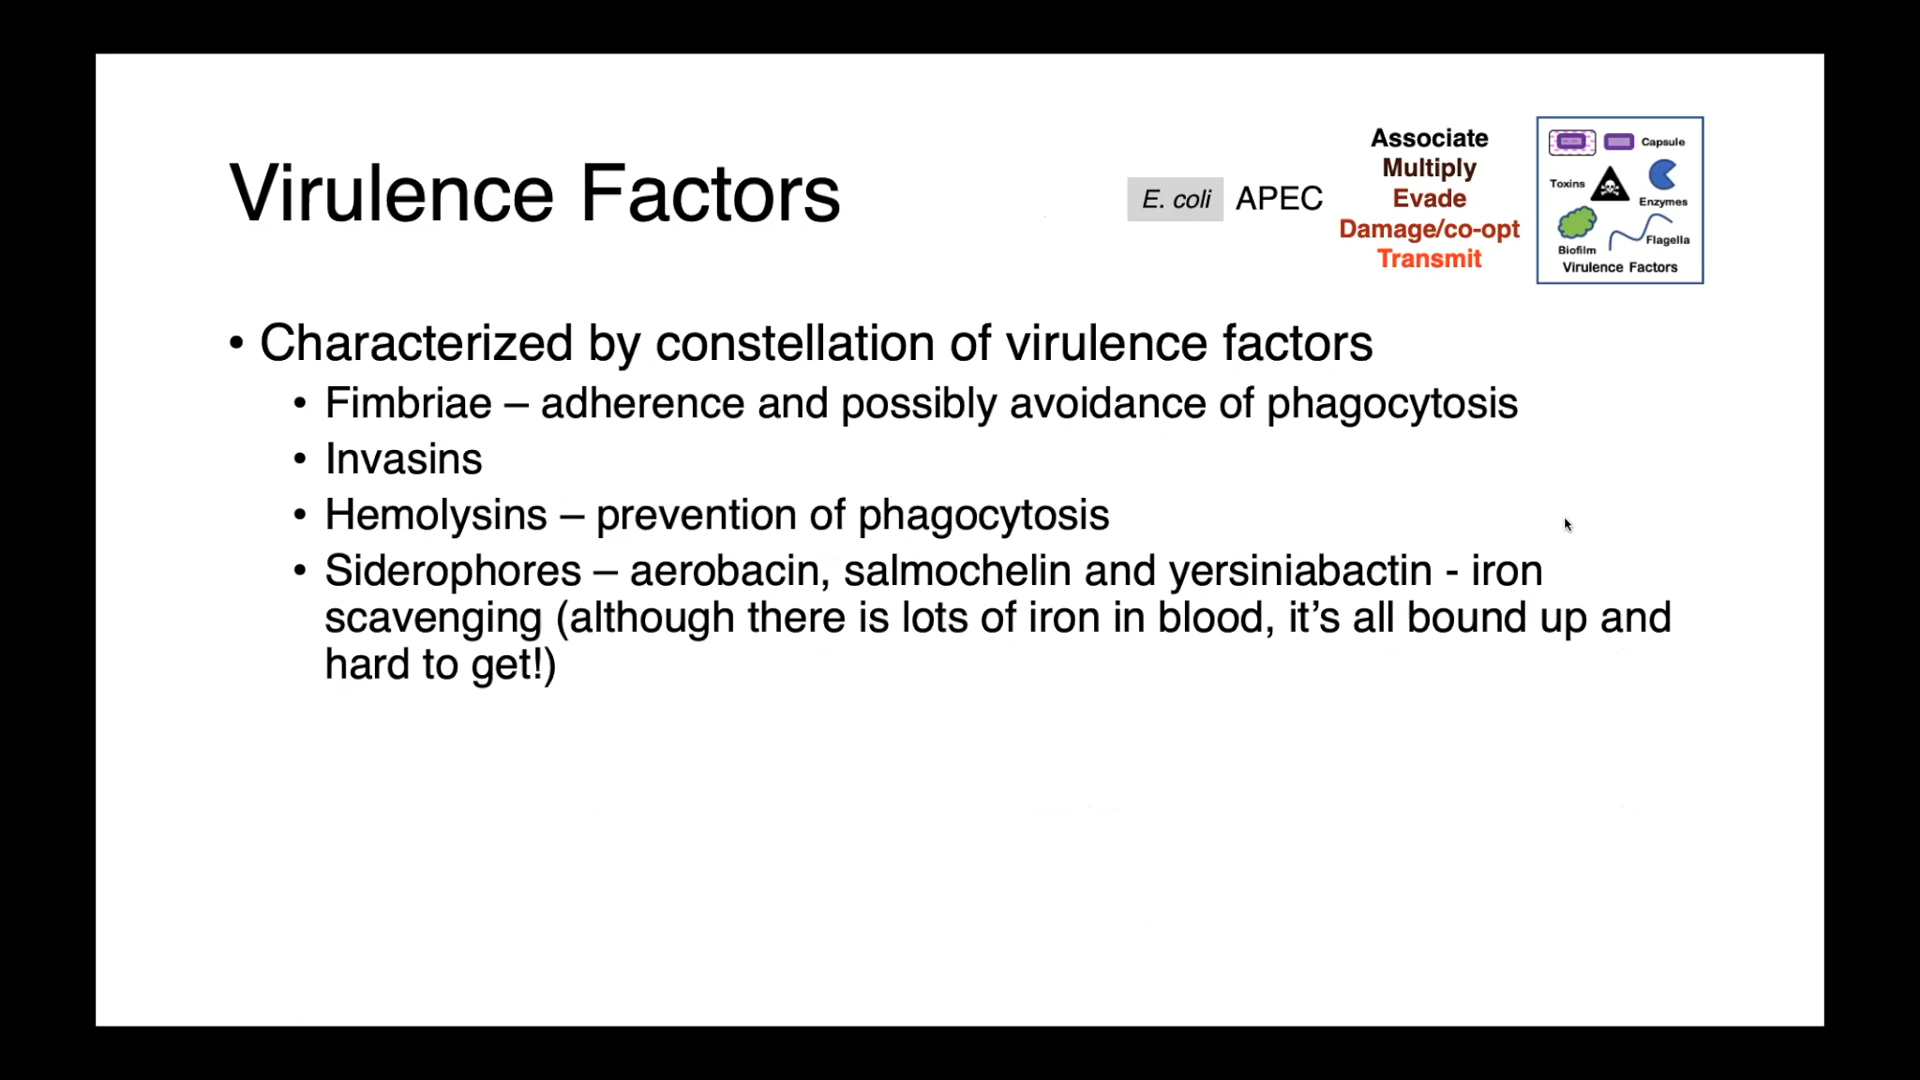 Virulence Factors
E. coli APEC
Associate
Multiply
Evade
Damage/co-opt
Transmit
Capsule
Toxins
Enzymes
Biofilm
Flagella
Virulence Factors
• Characterized by constellation of virulence factors
• Fimbriae – adherence and possibly avoidance of phagocytosis
• Invasins
• Hemolysins – prevention of phagocytosis
• Siderophores – aerobacin, salmochelin and yersiniabactin - iron
scavenging (although there is lots of iron in blood, it’s all bound up and
hard to get!)